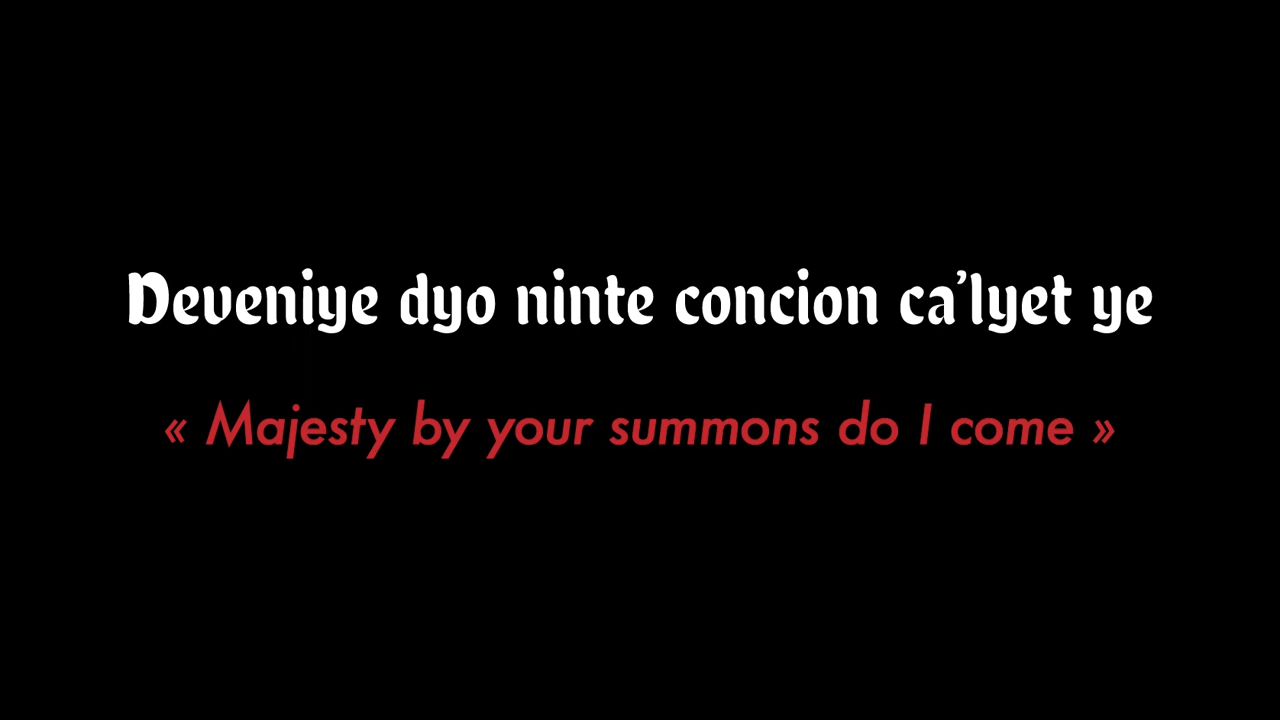 Deveniye dyo ninte concion ca’lyet ye
« Majesty by your summons do I come »